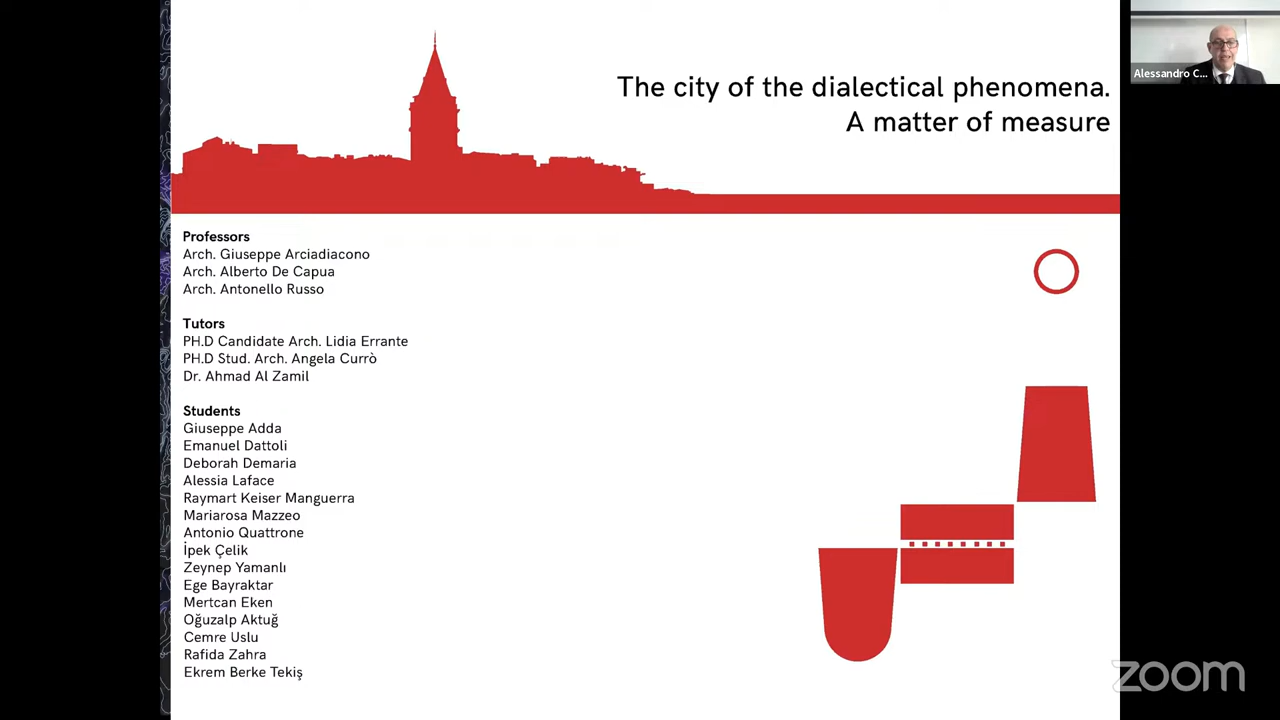 The city of the dialectical phenomena.
A matter of measure
Alessandro C...
Professors
Arch. Giuseppe Arciadiacono
Arch. Alberto De Capua
Arch. Antonello Russo
Tutors
PH.D Candidate Arch. Lidia Errante
PH.D Stud. Arch. Angela Currò
Dr. Ahmad Al Zamil
Students
Giuseppe Adda
Emanuel Dattoli
Deborah Demaria
Alessia Laface
Raymart Keiser Manguerra
Mariarosa Mazzeo
Antonio Quattrone
İpek Çelik
Zeynep Yamanlı
Ege Bayraktar
Mertcan Eken
Oğuzalp Aktuğ
Cemre Uslu
Rafida Zahra
Ekrem Berke Tekiş
zoom